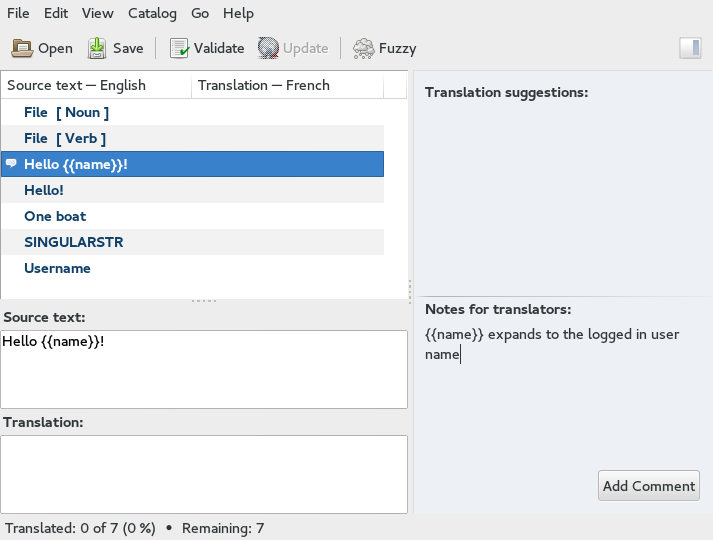 File Edit View Catalog Go Help
Open Save Validate Update Fuzzy
Source text — English Translation — French
File [ Noun ]
File [ Verb ]
Hello {{name}}!
Hello!
One boat
SINGULARSTR
Username
Source text:
Hello {{name}}!
Translation:
Translation suggestions:
Notes for translators:
{{name}} expands to the logged in user
name
Add Comment
Translated: 0 of 7 (0 %) • Remaining: 7